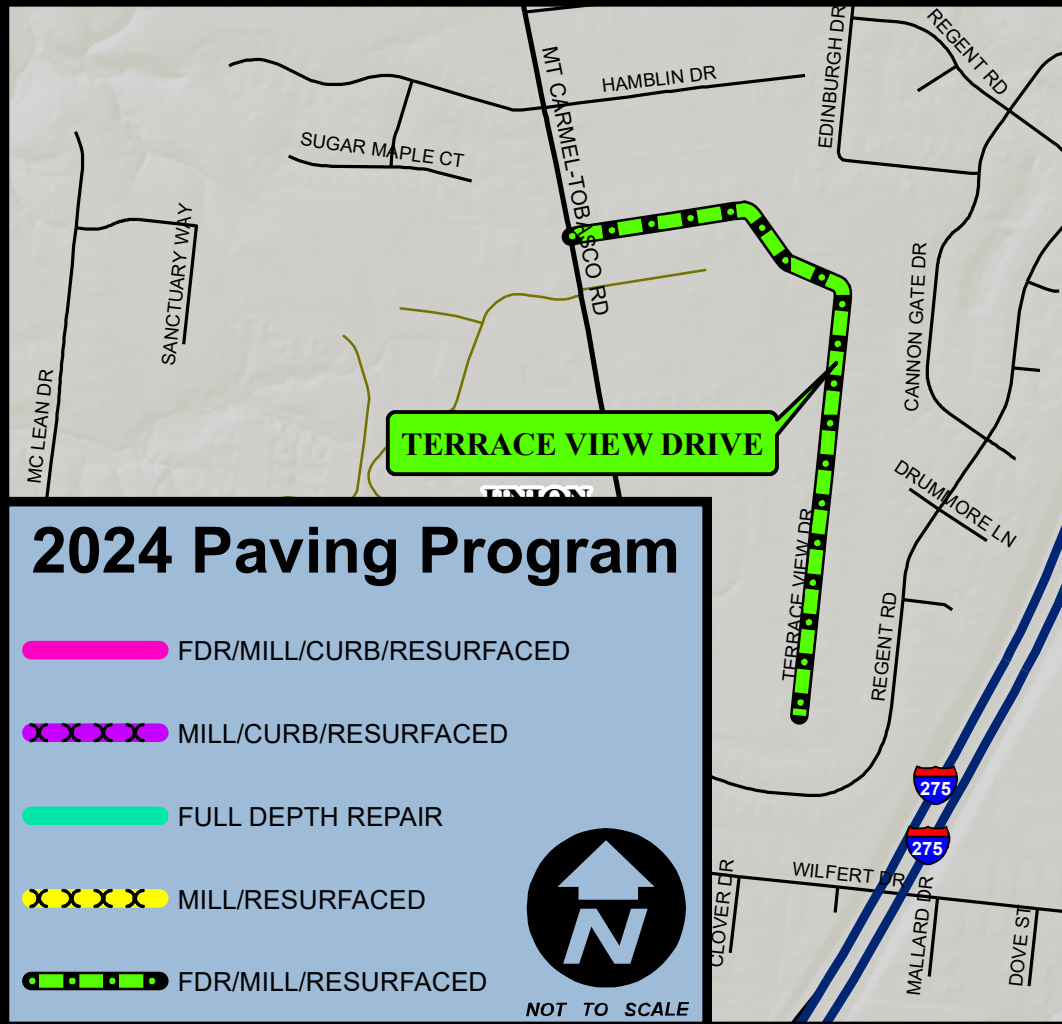 REGENT RD
EDINBURGH DR
MT CARMEL-TOBASCO RD
HAMBLIN DR
SUGAR MAPLE CT
SANCTUARY WAY
CANNON GATE DR
MC LEAN DR
TERRACE VIEW DRIVE
DRUMMORE LN
UNION
TERRACE VIEW DR
REGENT RD
2024 Paving Program
FDR/MILL/CURB/RESURFACED
MILL/CURB/RESURFACED
FULL DEPTH REPAIR
MILL/RESURFACED
FDR/MILL/RESURFACED
N
NOT TO SCALE
275
275
WILFERT DR
CLOVER DR
MALLARD DR
DOVE ST